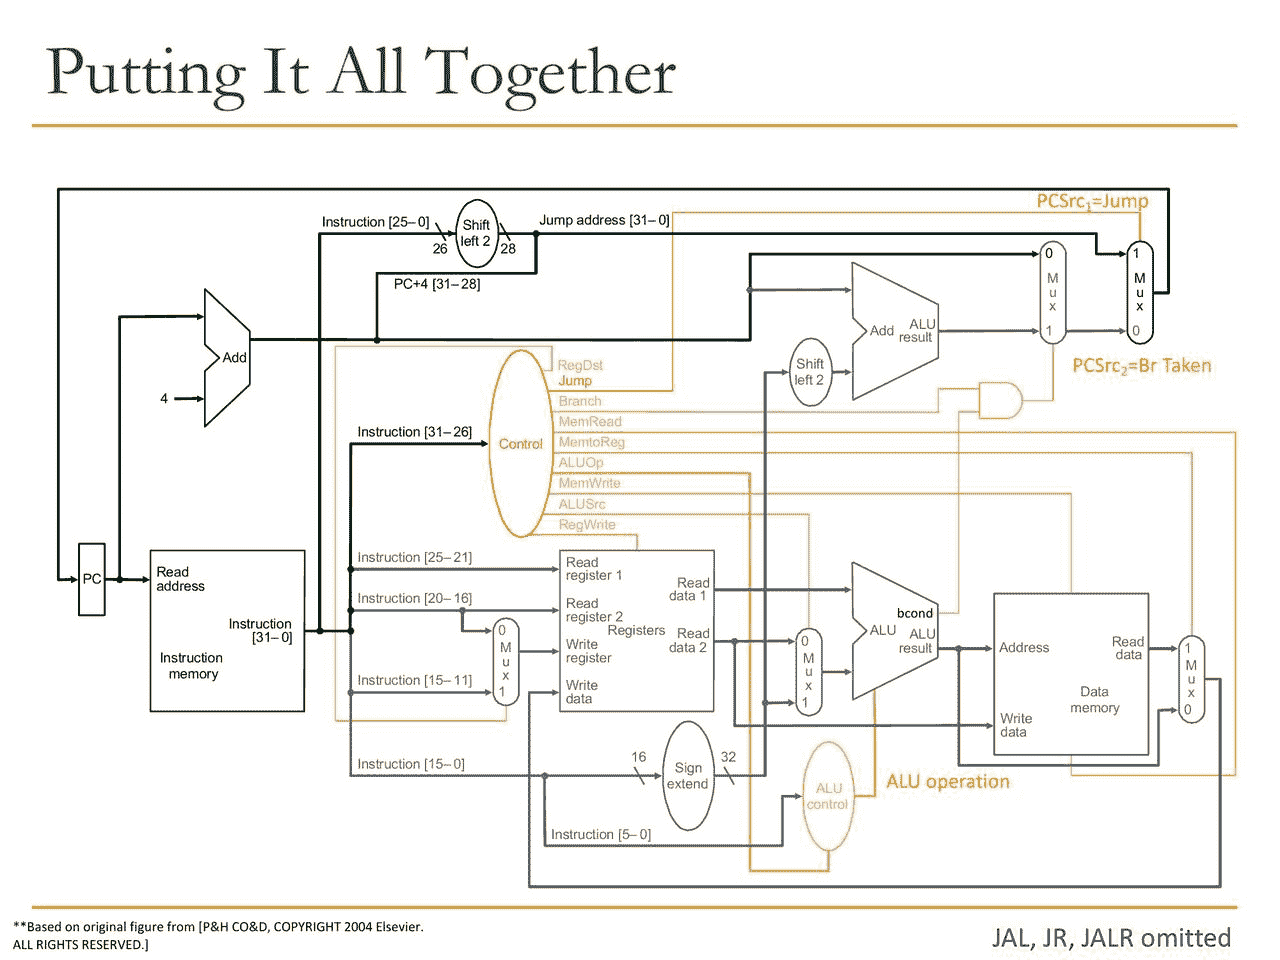 Putting It All Together
PCSrc1=Jump
Instruction [25–0]
Shift
left 2
Jump address [31–0]
26
28
PC+4 [31–28]
0
M
u
x
1
1
M
u
x
0
Add
ALU
result
Add
4
Shift
left 2
PCSrc2=Br Taken
RegDst
Jump
Branch
MemRead
MemtoReg
ALUOp
MemWrite
ALUSrc
RegWrite
Instruction [31–26]
Control
PC
Read
address
Instruction
[31–0]
Instruction
memory
Instruction [25–21]
Instruction [20–16]
Instruction [15–11]
0
M
u
x
1
Read
register 1
Read
register 2
Write
register
Write
data
Registers
Read
data 1
Read
data 2
0
M
u
x
1
bcond
ALU
ALU
result
Address
Read
data
Data
memory
Write
data
1
M
u
x
0
Instruction [15–0]
16
Sign
extend
32
ALU
control
ALU operation
Instruction [5–0]
**Based on original figure from [P&H CO&D, COPYRIGHT 2004 Elsevier.
ALL RIGHTS RESERVED.]
JAL, JR, JALR omitted